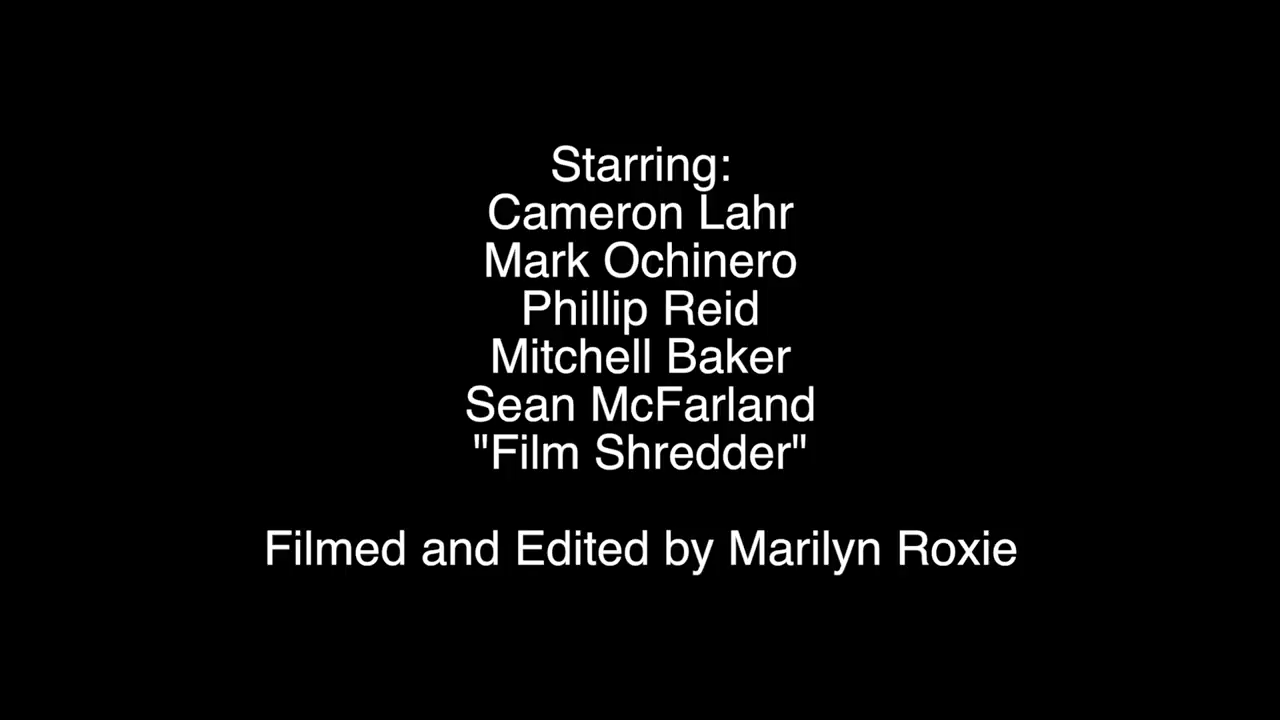 Starring:
Cameron Lahr
Mark Ochinero
Phillip Reid
Mitchell Baker
Sean McFarland
"Film Shredder"
Filmed and Edited by Marilyn Roxie